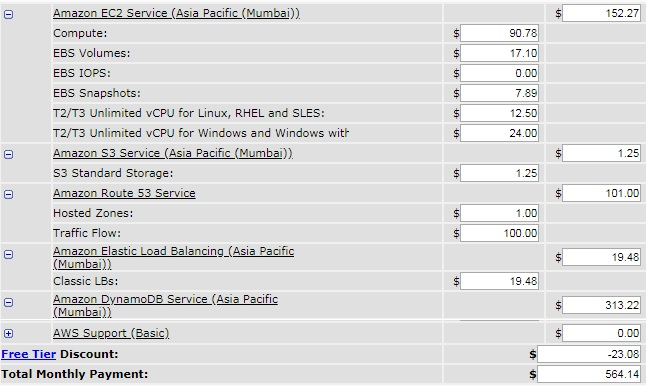 Amazon EC2 Service (Asia Pacific (Mumbai)) $ 152.27
Compute: $ 90.78
EBS Volumes: $ 17.10
EBS IOPS: $ 0.00
EBS Snapshots: $ 7.89
T2/T3 Unlimited vCPU for Linux, RHEL and SLES: $ 12.50
T2/T3 Unlimited vCPU for Windows and Windows with $ 24.00
Amazon S3 Service (Asia Pacific (Mumbai)) $ 1.25
S3 Standard Storage: $ 1.25
Amazon Route 53 Service $ 101.00
Hosted Zones: $ 1.00
Traffic Flow: $ 100.00
Amazon Elastic Load Balancing (Asia Pacific
(Mumbai)) $ 19.48
Classic LBs: $ 19.48
Amazon DynamoDB Service (Asia Pacific
(Mumbai)) $ 313.22
AWS Support (Basic) $ 0.00
Free Tier Discount: $ -23.08
Total Monthly Payment: $ 564.14